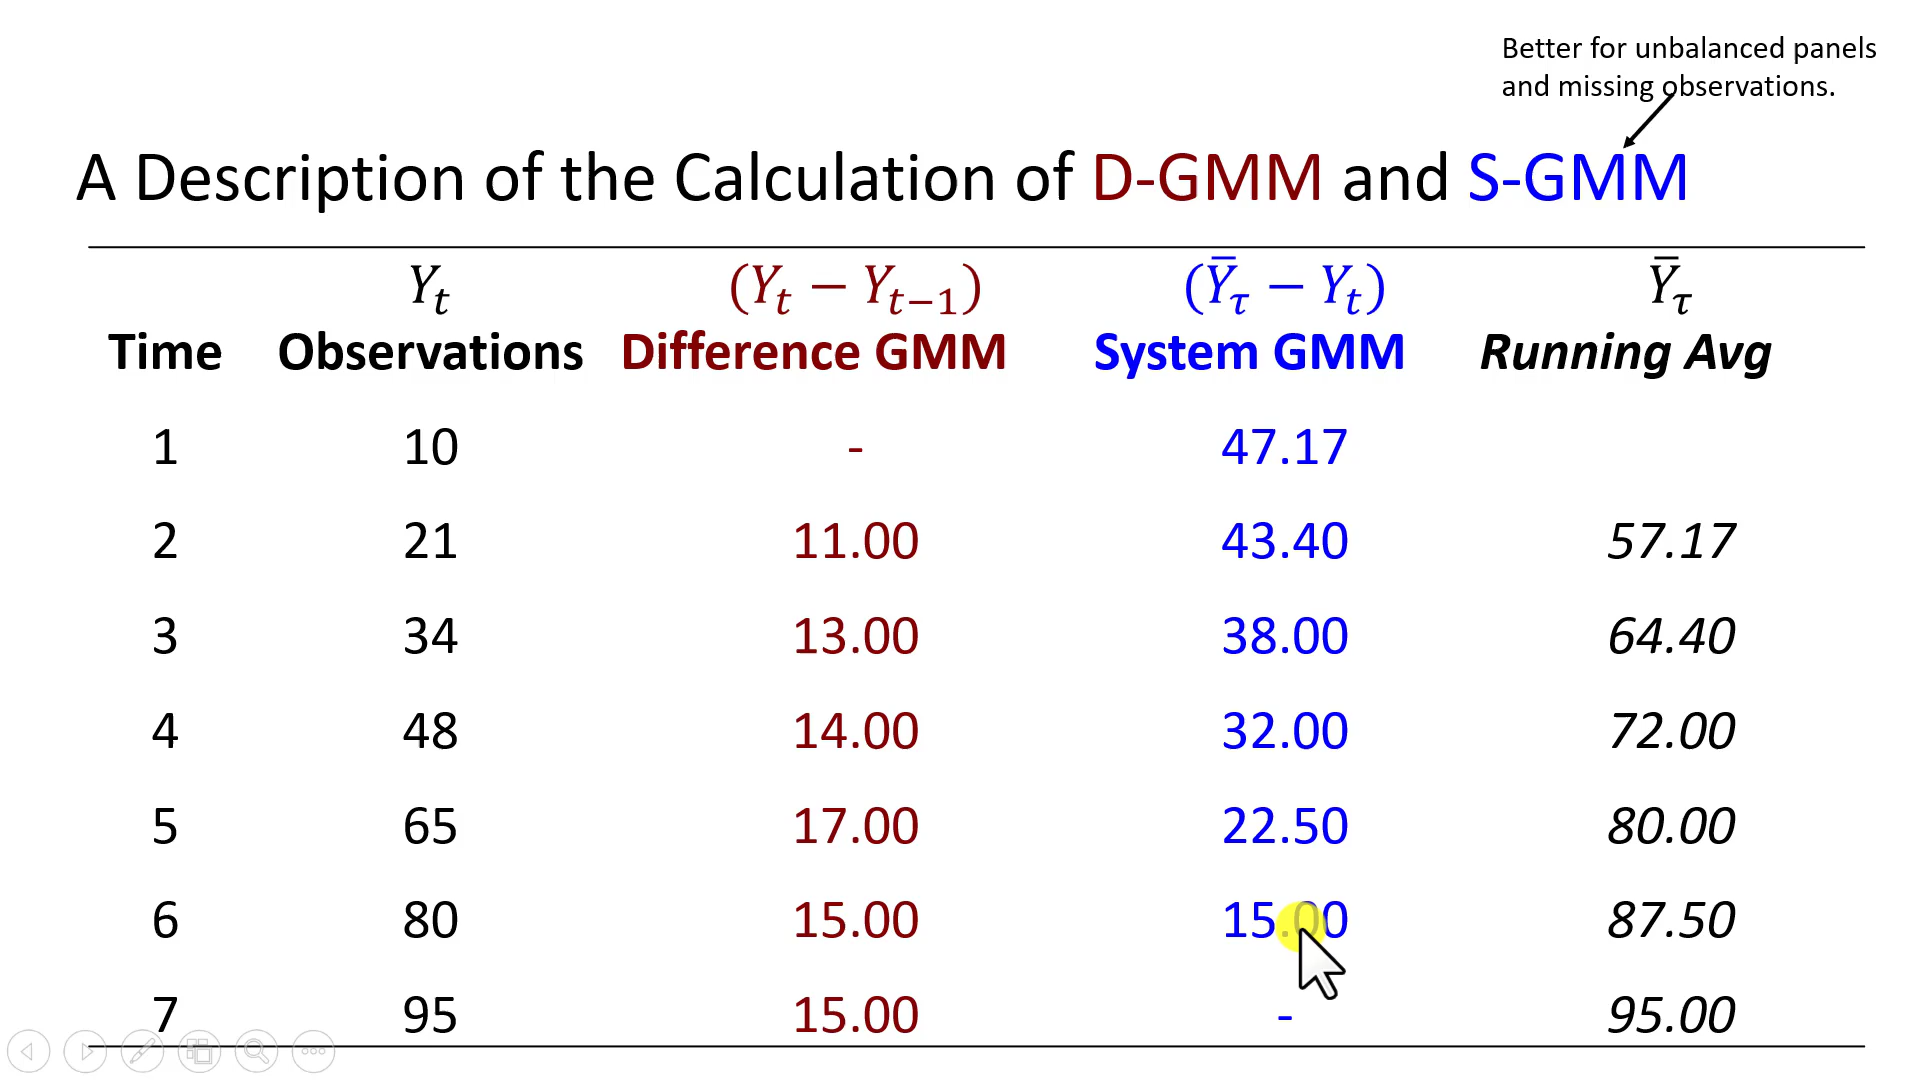 Better for unbalanced panels
and missing observations.
A Description of the Calculation of D-GMM and S-GMM
Yₜ (Yₜ − Yₜ₋₁) (Ȳ_τ − Yₜ) Ȳ_τ
Time Observations Difference GMM System GMM Running Avg
1 10 - 47.17
2 21 11.00 43.40 57.17
3 34 13.00 38.00 64.40
4 48 14.00 32.00 72.00
5 65 17.00 22.50 80.00
6 80 15.00 15.00 87.50
7 95 15.00 - 95.00